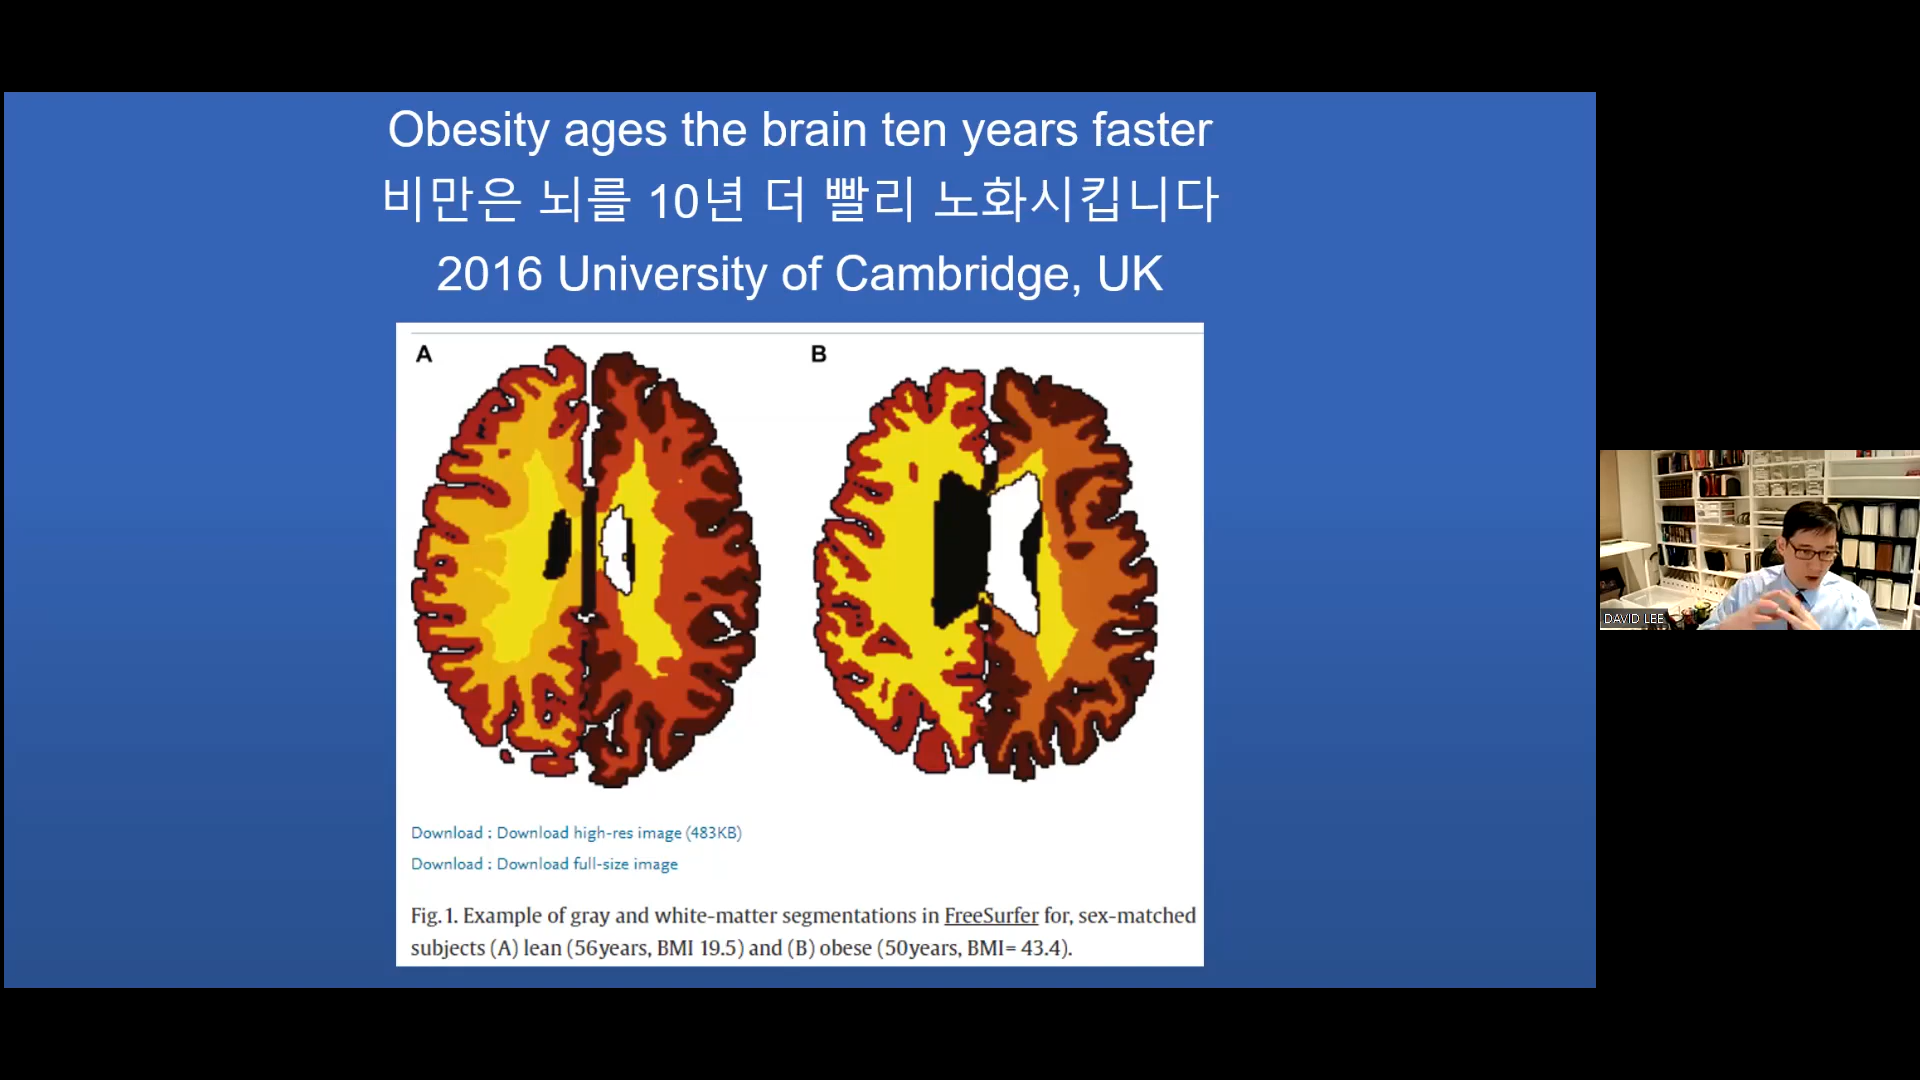 Obesity ages the brain ten years faster
비만은 뇌를 10년 더 빨리 노화시킵니다
2016 University of Cambridge, UK
A
B
Download : Download high-res image (483KB)
Download : Download full-size image
Fig. 1. Example of gray and white-matter segmentations in FreeSurfer for, sex-matched
subjects (A) lean (56years, BMI 19.5) and (B) obese (50years, BMI= 43.4).
DAVID LEE